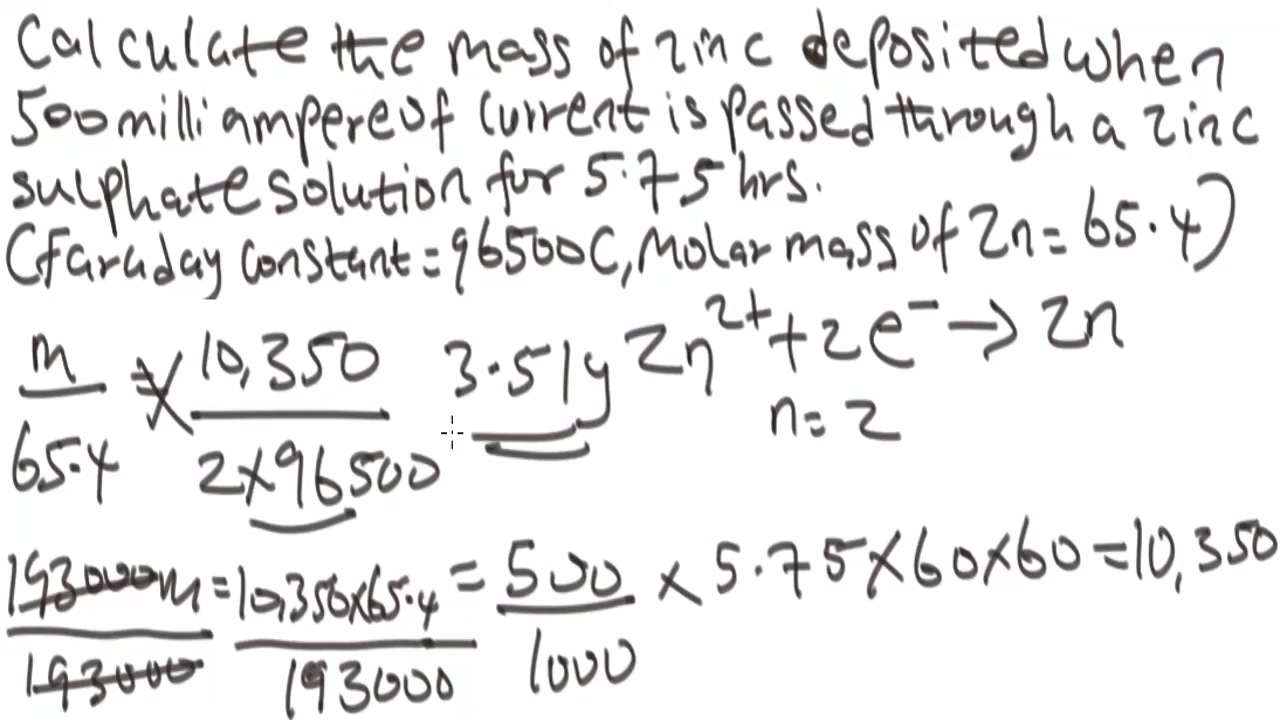 Calculate the mass of zinc deposited when
500milliampere of current is passed through a zinc
sulphate solution for 5.75 hrs.
(Faraday constant = 96500C, Molar mass of Zn = 65.4)
m/65.4 = 10,350/2×96500 3.51g Zn²⁺ + 2e⁻ → Zn
n = 2
193000m/193000 = 10,350×65.4/193000 = 500/1000 × 5.75×60×60 = 10,350